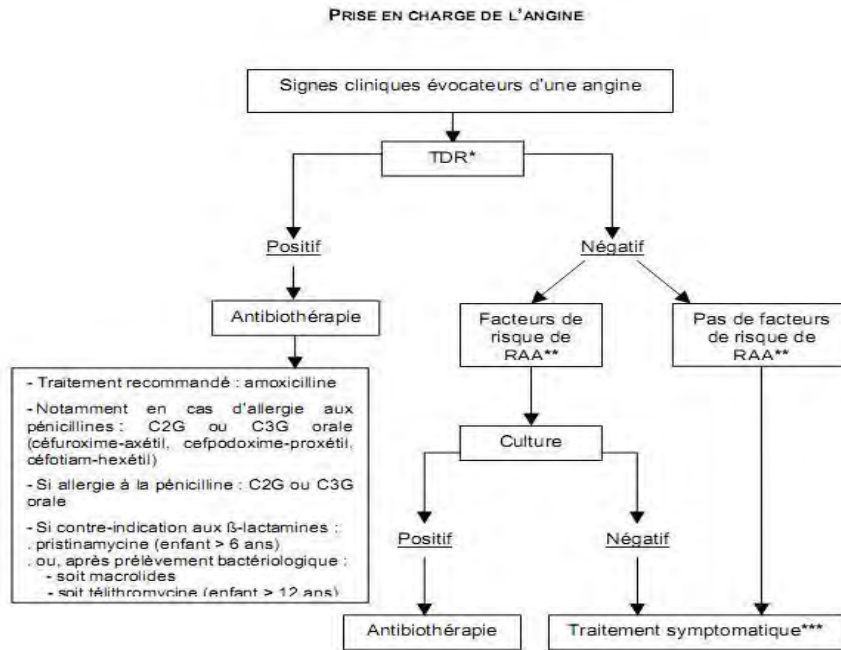 PRISE EN CHARGE DE L'ANGINE
Signes cliniques évocateurs d'une angine
TDR*
Positif
Négatif
Antibiothérapie
Facteurs de
risque de
RAA**
Pas de facteurs
de risque de
RAA**
- Traitement recommandé : amoxicilline
- Notamment en cas d'allergie aux
pénicillines : C2G ou C3G orale
(céfuroxime-axétil, cefpodoxime-proxétil,
céfotiam-hexétil)
- Si allergie à la pénicilline : C2G ou C3G
orale
- Si contre-indication aux ß-lactamines :
. pristinamycine (enfant > 6 ans)
. ou, après prélèvement bactériologique :
- soit macrolides
- soit télithromycine (enfant > 12 ans)
Culture
Positif
Négatif
Antibiothérapie
Traitement symptomatique***